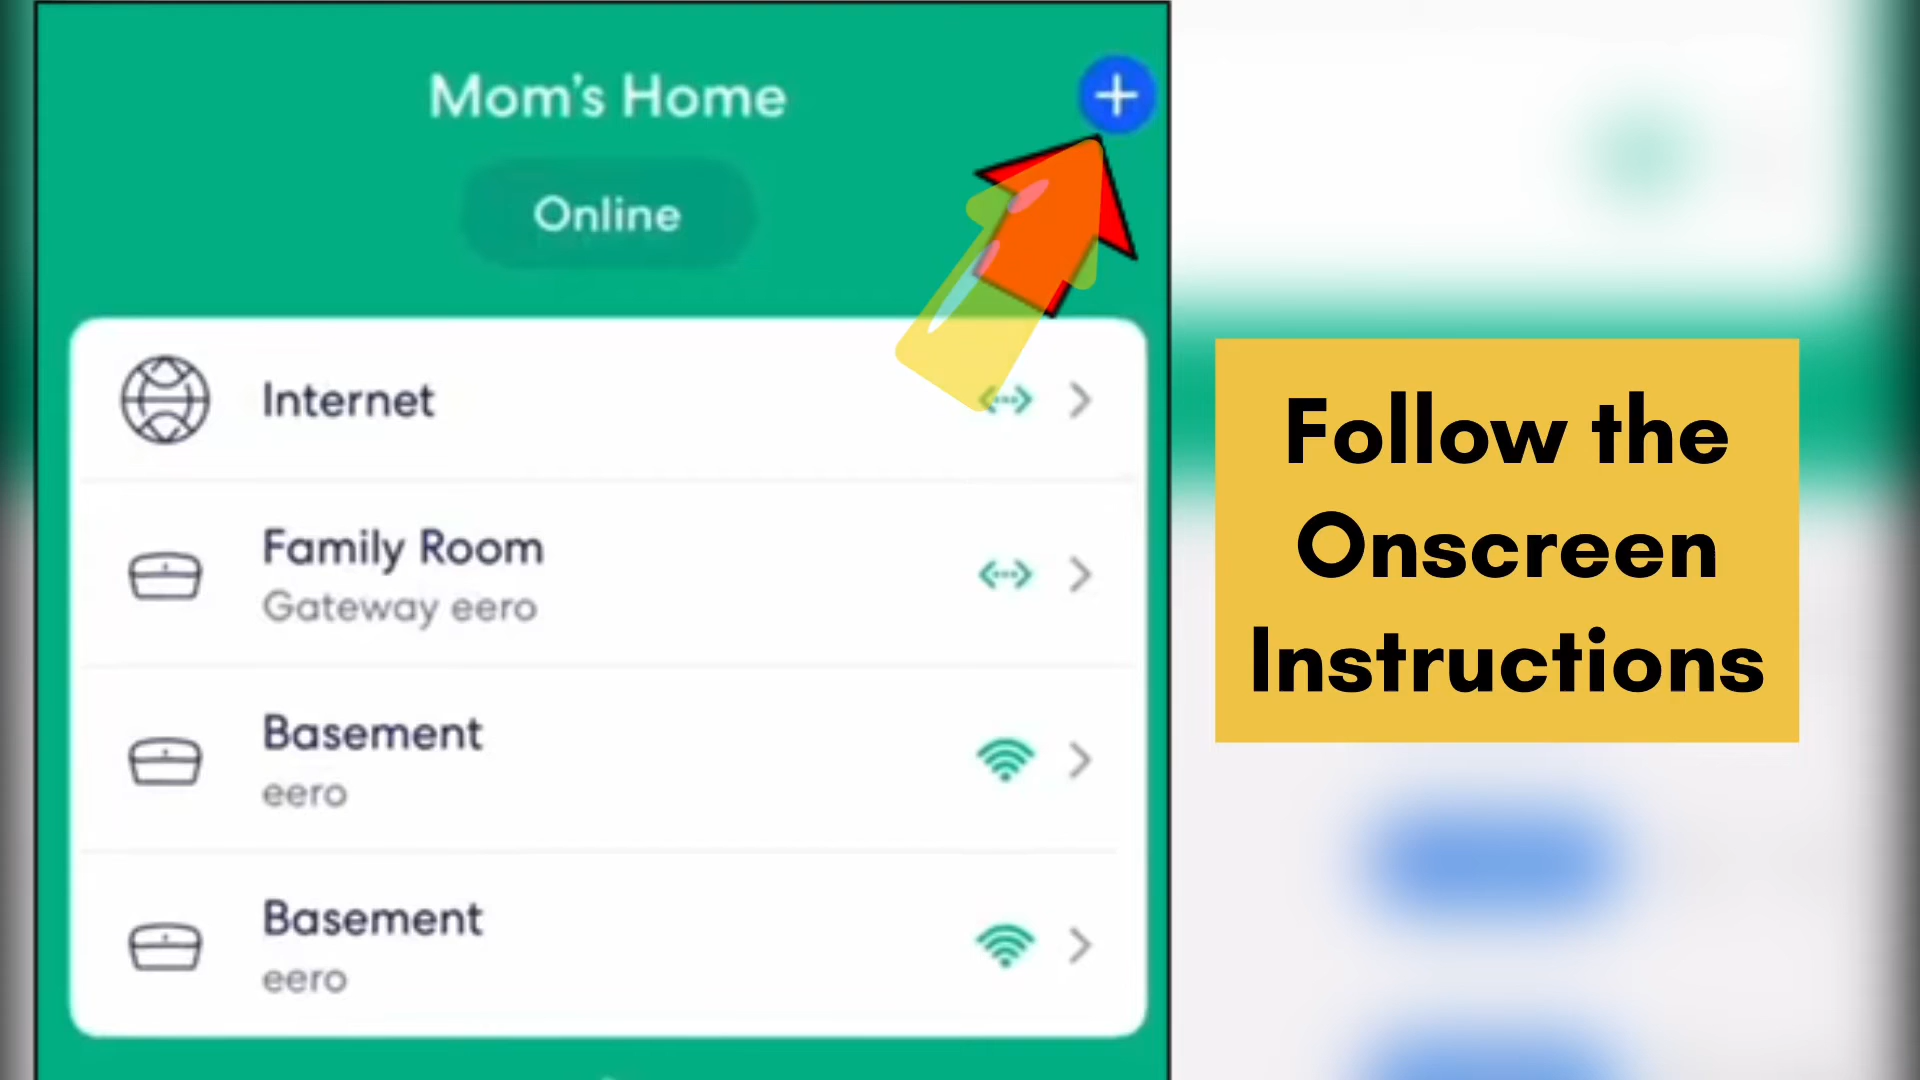 Mom's Home
Online
Internet
Family Room
Gateway eero
Basement
eero
Basement
eero
Follow the
Onscreen
Instructions